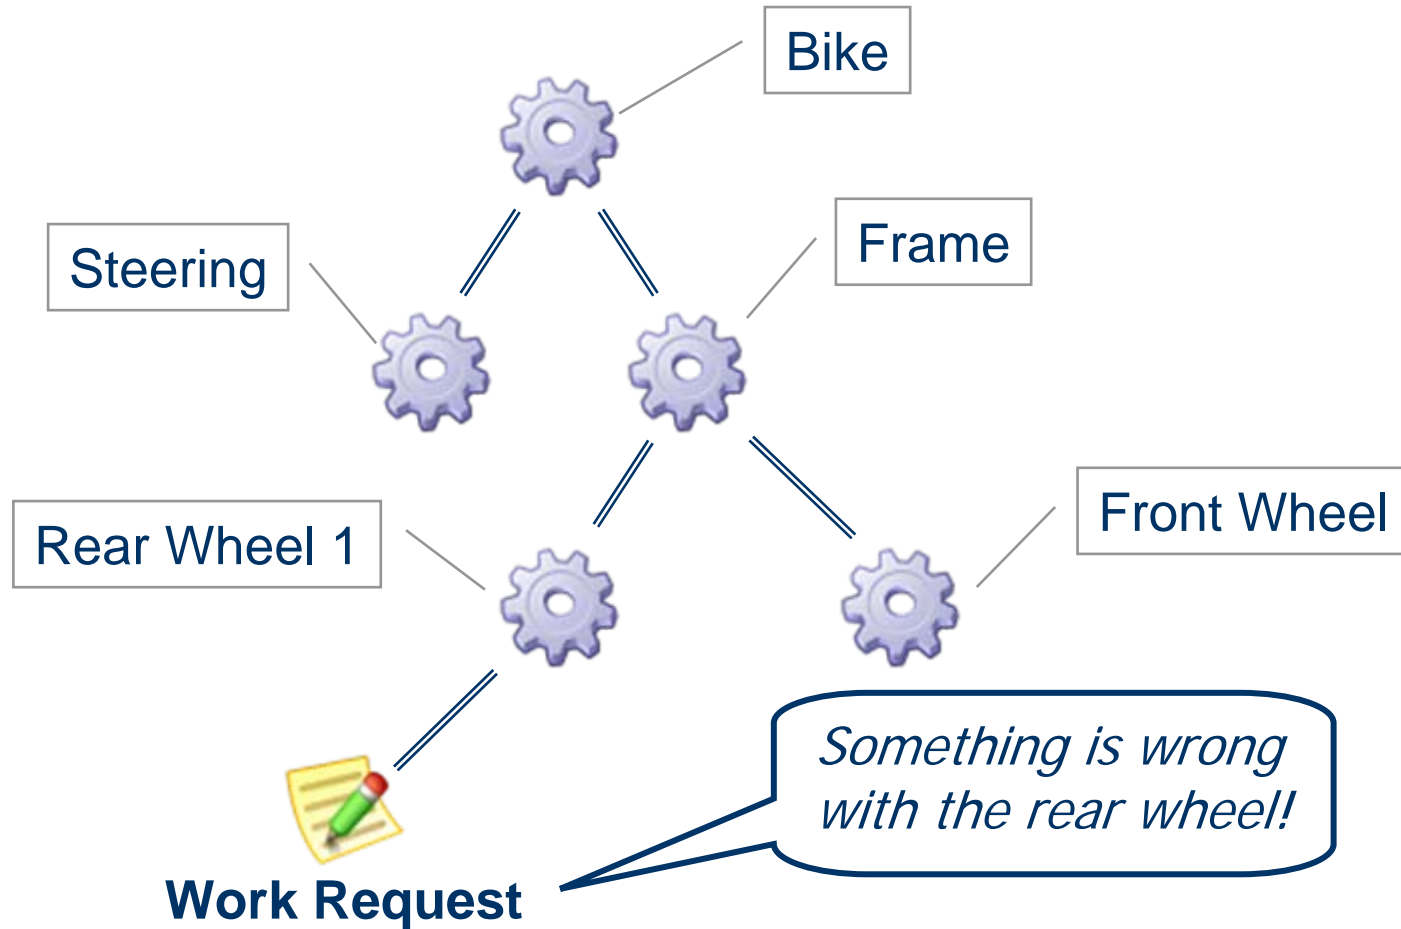 Bike
Steering
Frame
Rear Wheel 1
Front Wheel
Something is wrong
with the rear wheel!
Work Request